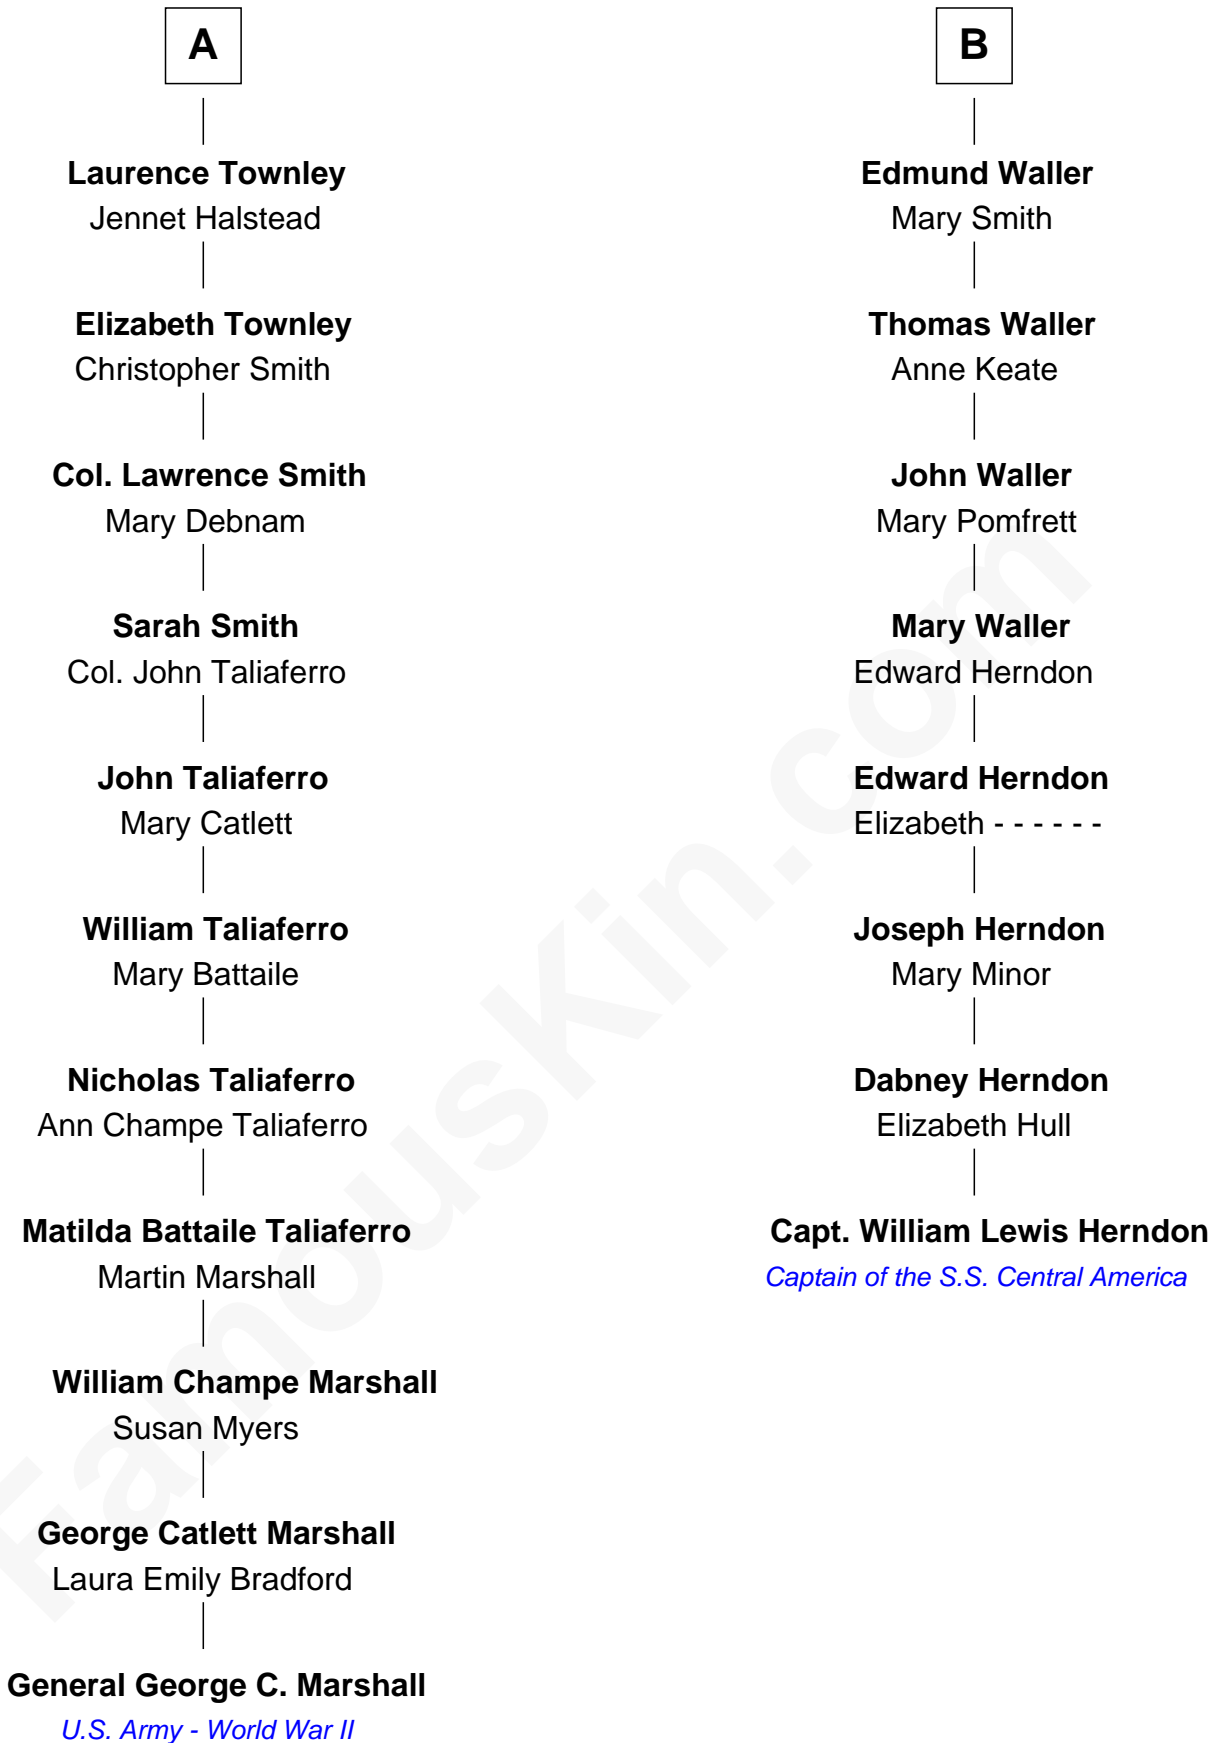 A
Laurence Townley
Jennet Halstead
Elizabeth Townley
Christopher Smith
Col. Lawrence Smith
Mary Debnam
Sarah Smith
Col. John Taliaferro
John Taliaferro
Mary Catlett
William Taliaferro
Mary Battaile
Nicholas Taliaferro
Ann Champe Taliaferro
Matilda Battaile Taliaferro
Martin Marshall
William Champe Marshall
Susan Myers
George Catlett Marshall
Laura Emily Bradford
General George C. Marshall
U.S. Army - World War II
B
Edmund Waller
Mary Smith
Thomas Waller
Anne Keate
John Waller
Mary Pomfrett
Mary Waller
Edward Herndon
Edward Herndon
Elizabeth - - - - - -
Joseph Herndon
Mary Minor
Dabney Herndon
Elizabeth Hull
Capt. William Lewis Herndon
Captain of the S.S. Central America
FamousKin.com